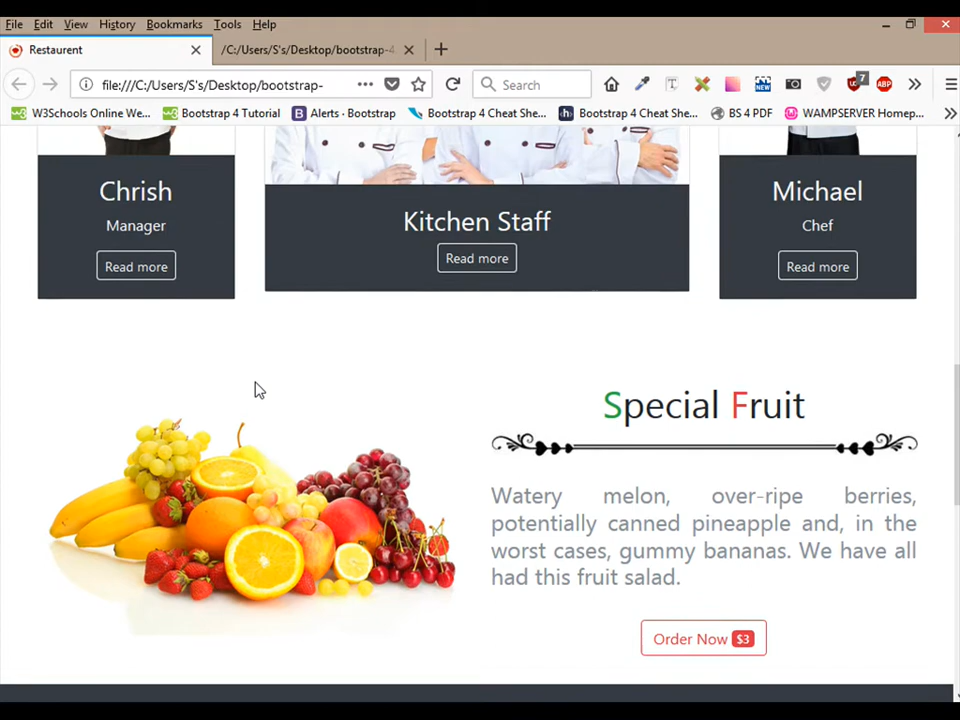 File Edit View History Bookmarks Tools Help
Restaurent
/C:/Users/S's/Desktop/bootstrap-4
file:///C:/Users/S's/Desktop/bootstrap-
Search
NEW
7
ABP
W3Schools Online We...
Bootstrap 4 Tutorial
Alerts · Bootstrap
Bootstrap 4 Cheat She...
Bootstrap 4 Cheat She...
BS 4 PDF
WAMPSERVER Homep...
Chrish
Manager
Read more
Kitchen Staff
Read more
Michael
Chef
Read more
Special Fruit
Watery melon, over-ripe berries,
potentially canned pineapple and, in the
worst cases, gummy bananas. We have all
had this fruit salad.
Order Now $3